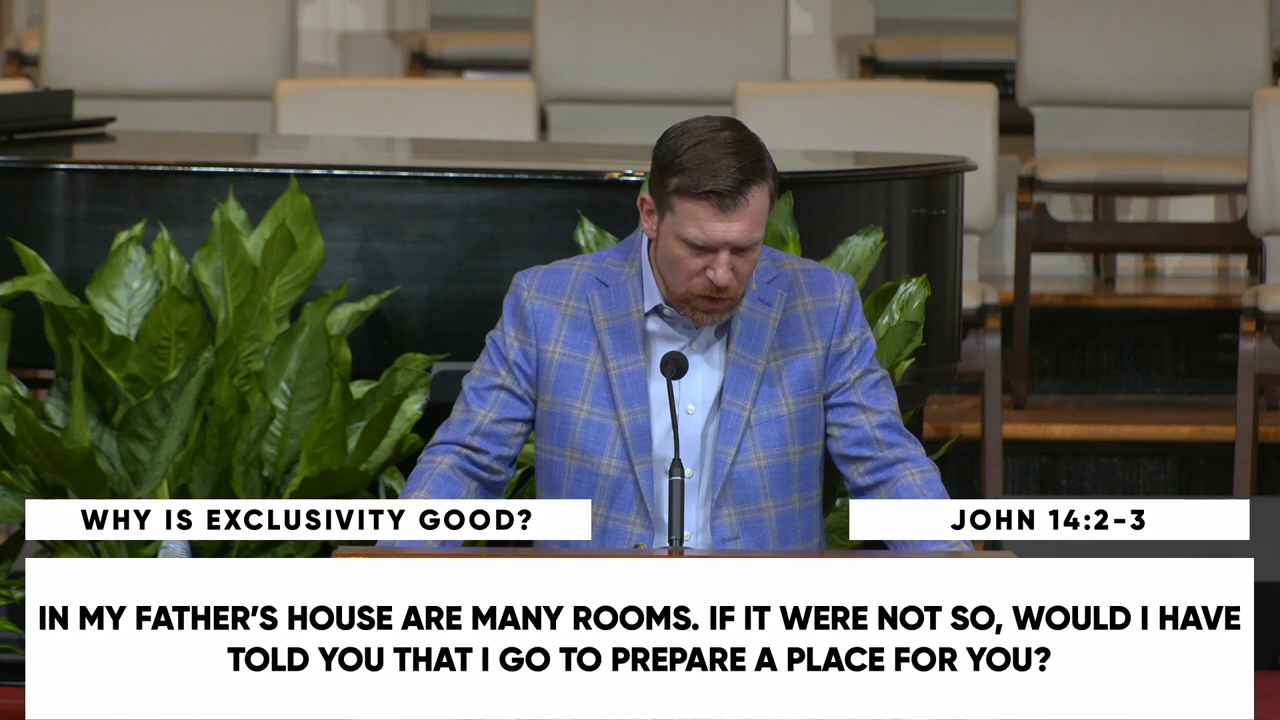 WHY IS EXCLUSIVITY GOOD?
JOHN 14:2-3
IN MY FATHER'S HOUSE ARE MANY ROOMS. IF IT WERE NOT SO, WOULD I HAVE
TOLD YOU THAT I GO TO PREPARE A PLACE FOR YOU?